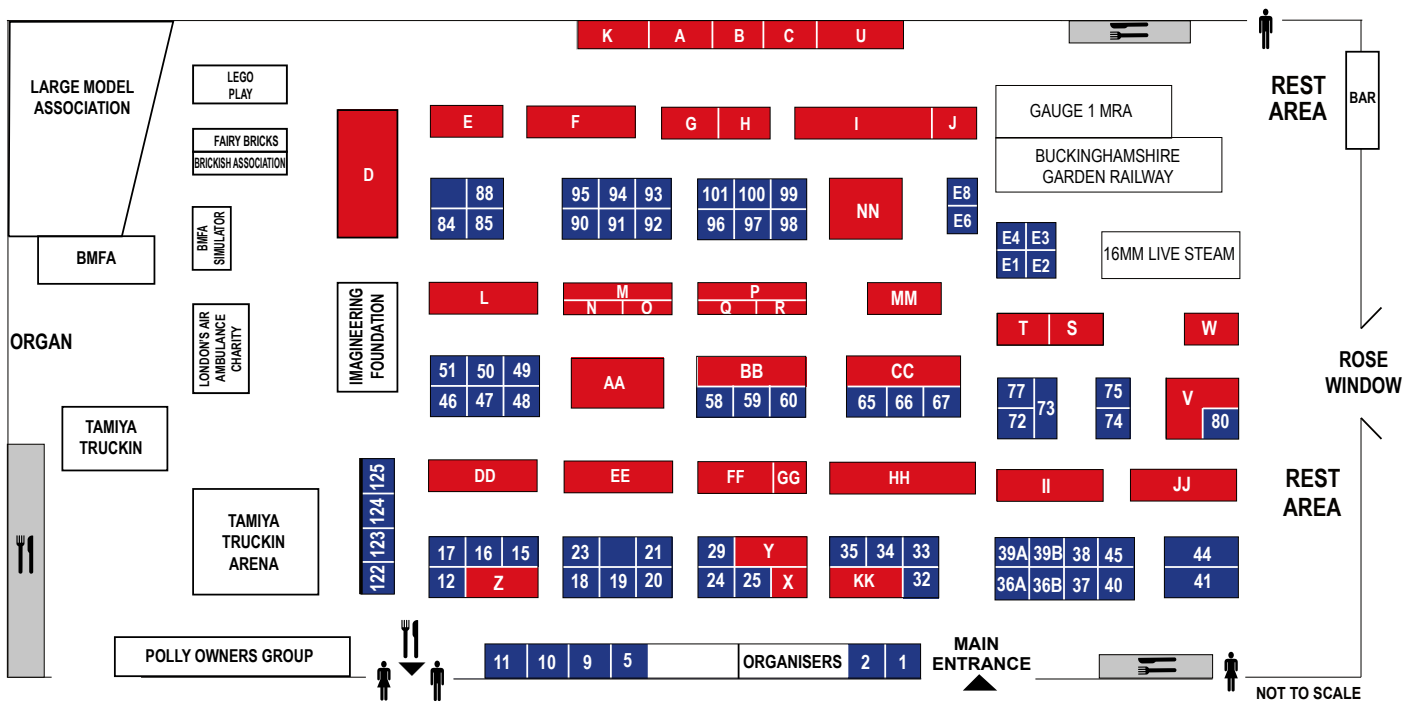 K A B C U
LARGE MODEL
ASSOCIATION
LEGO
PLAY
REST
AREA
BAR
E F G H I J
GAUGE 1 MRA
FAIRY BRICKS
BRICKISH ASSOCIATION
BUCKINGHAMSHIRE
GARDEN RAILWAY
D
88 95 94 93 101 100 99
NN
E8
84 85 90 91 92 96 97 98
E6
BMFA
SIMULATOR
BMFA
E4 E3
E1 E2
16MM LIVE STEAM
L
M
N O
P
Q R
MM
T S
W
ORGAN
LONDON'S AIR
AMBULANCE
CHARITY
IMAGINEERING
FOUNDATION
ROSE
WINDOW
51 50 49
46 47 48
AA
BB
58 59 60
CC
65 66 67
77
72
73
75
74
V
80
TAMIYA
TRUCKIN
DD EE FF GG HH II JJ
REST
AREA
125
124
123
122
TAMIYA
TRUCKIN
ARENA
17 16 15
12 Z
23 21
18 19 20
29 Y
24 25 X
35 34 33
KK 32
39A 39B 38 45
36A 36B 37 40
44
41
POLLY OWNERS GROUP
11 10 9 5
ORGANISERS
2 1
MAIN
ENTRANCE
NOT TO SCALE